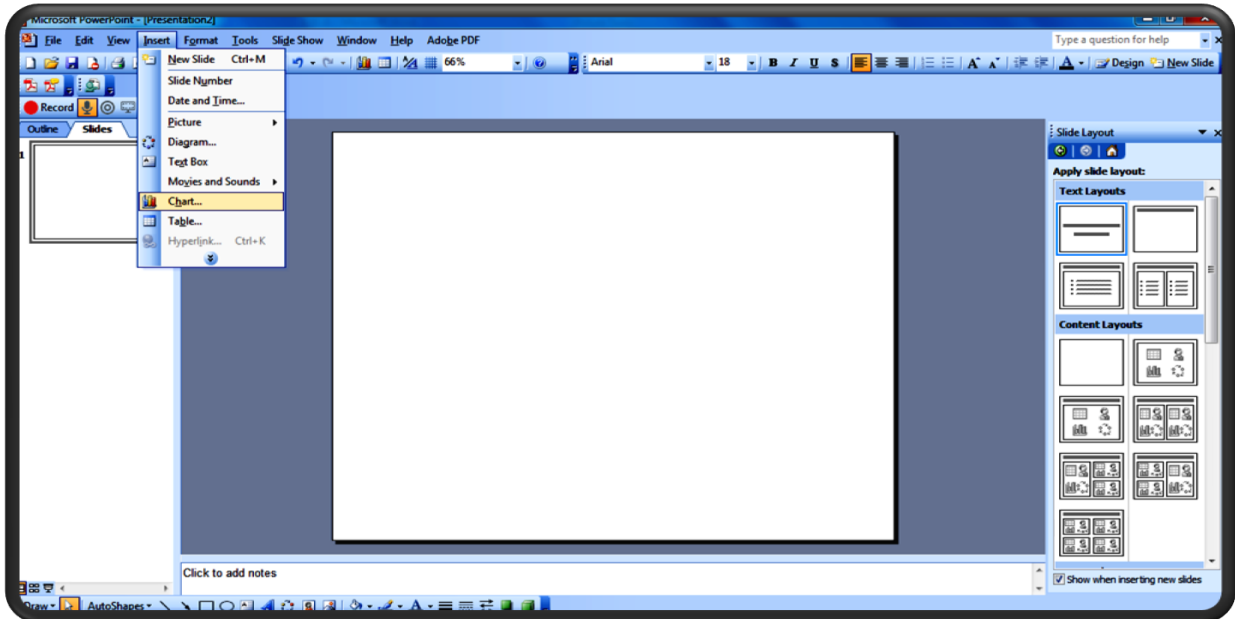 Microsoft PowerPoint - [Presentation2]
File Edit View Insert Format Tools Slide Show Window Help Adobe PDF
Type a question for help
66% Arial 18 B I U S A A A Design New Slide
Record
Outline Slides
1
New Slide Ctrl+M
Slide Number
Date and Time...
Picture
Diagram...
Text Box
Movies and Sounds
Chart...
Table...
Hyperlink... Ctrl+K
Slide Layout
Apply slide layout:
Text Layouts
Content Layouts
Show when inserting new slides
Click to add notes
Draw AutoShapes A